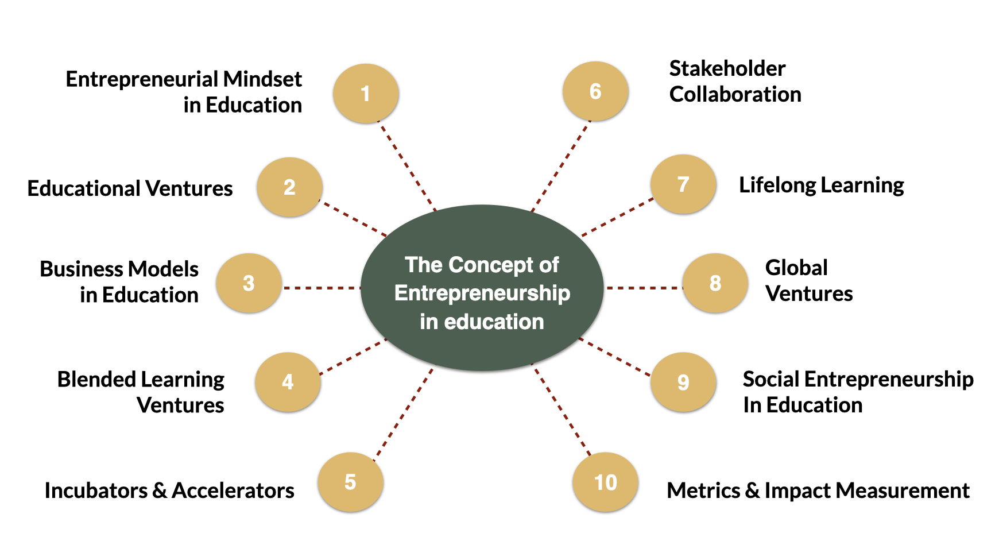 Entrepreneurial Mindset
in Education
1
Educational Ventures
2
Business Models
in Education
3
Blended Learning
Ventures
4
Incubators & Accelerators
5
The Concept of
Entrepreneurship
in education
6
Stakeholder
Collaboration
7
Lifelong Learning
8
Global
Ventures
9
Social Entrepreneurship
In Education
10
Metrics & Impact Measurement